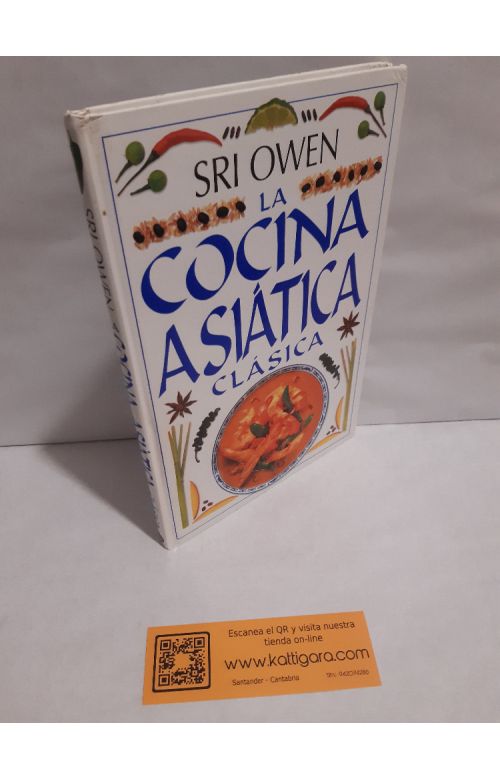 SRI OWEN
LA
COCINA
ASIÁTICA
CLÁSICA
SRI OWEN
Escanea el QR y visita nuestra
tienda on-line
www.kattigara.com
Santander - Cantabria